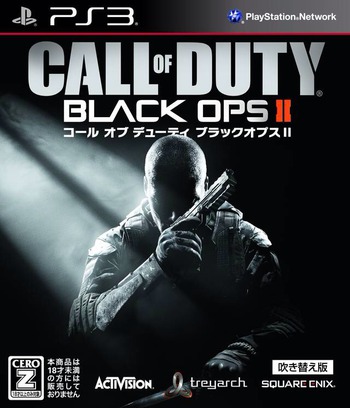 PS3 PlayStation Network
CALL OF DUTY
BLACK OPS II
コール オブ デューティ ブラックオプス II
CERO
Z
本商品は
18才未満
の方には
販売して
おりません
吹き替え版
ACTIVISION. treyarch SQUARE ENIX.